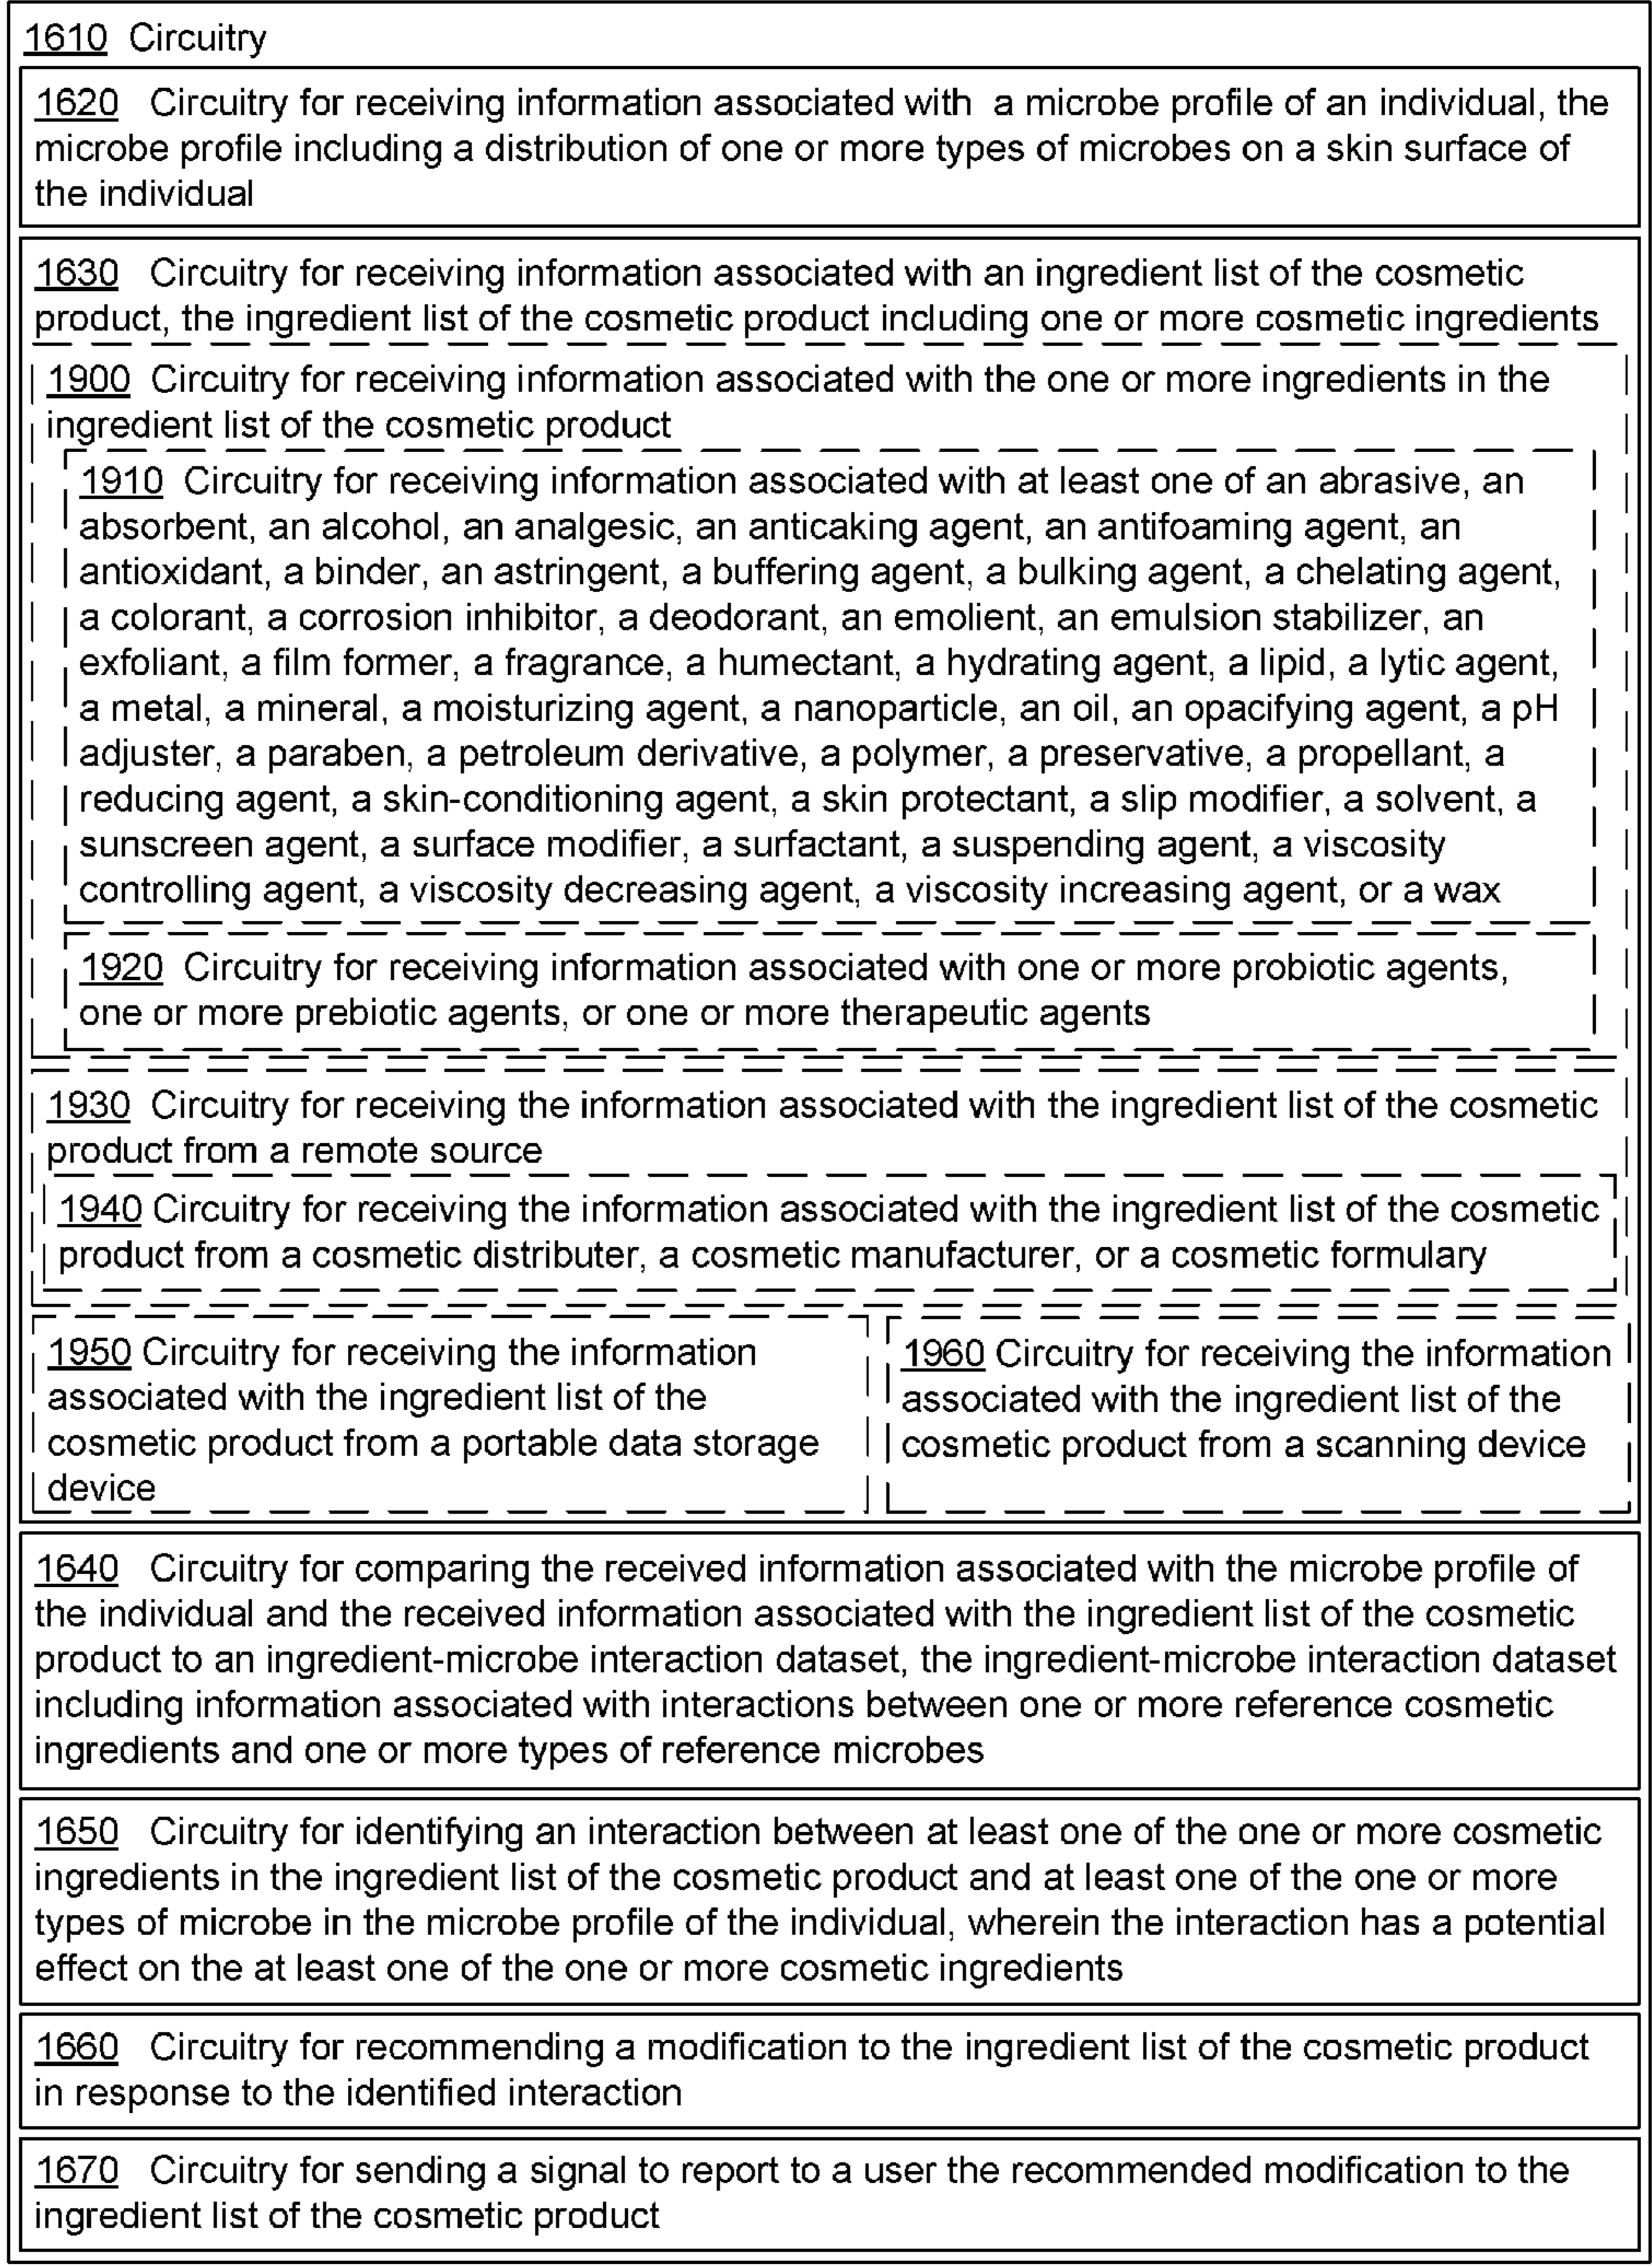 1610 Circuitry
1620 Circuitry for receiving information associated with a microbe profile of an individual, the
microbe profile including a distribution of one or more types of microbes on a skin surface of
the individual
1630 Circuitry for receiving information associated with an ingredient list of the cosmetic
product, the ingredient list of the cosmetic product including one or more cosmetic ingredients
1900 Circuitry for receiving information associated with the one or more ingredients in the
ingredient list of the cosmetic product
1910 Circuitry for receiving information associated with at least one of an abrasive, an
absorbent, an alcohol, an analgesic, an anticaking agent, an antifoaming agent, an
antioxidant, a binder, an astringent, a buffering agent, a bulking agent, a chelating agent,
a colorant, a corrosion inhibitor, a deodorant, an emolient, an emulsion stabilizer, an
exfoliant, a film former, a fragrance, a humectant, a hydrating agent, a lipid, a lytic agent,
a metal, a mineral, a moisturizing agent, a nanoparticle, an oil, an opacifying agent, a pH
adjuster, a paraben, a petroleum derivative, a polymer, a preservative, a propellant, a
reducing agent, a skin-conditioning agent, a skin protectant, a slip modifier, a solvent, a
sunscreen agent, a surface modifier, a surfactant, a suspending agent, a viscosity
controlling agent, a viscosity decreasing agent, a viscosity increasing agent, or a wax
1920 Circuitry for receiving information associated with one or more probiotic agents,
one or more prebiotic agents, or one or more therapeutic agents
1930 Circuitry for receiving the information associated with the ingredient list of the cosmetic
product from a remote source
1940 Circuitry for receiving the information associated with the ingredient list of the cosmetic
product from a cosmetic distributer, a cosmetic manufacturer, or a cosmetic formulary
1950 Circuitry for receiving the information
associated with the ingredient list of the
cosmetic product from a portable data storage
device
1960 Circuitry for receiving the information
associated with the ingredient list of the
cosmetic product from a scanning device
1640 Circuitry for comparing the received information associated with the microbe profile of
the individual and the received information associated with the ingredient list of the cosmetic
product to an ingredient-microbe interaction dataset, the ingredient-microbe interaction dataset
including information associated with interactions between one or more reference cosmetic
ingredients and one or more types of reference microbes
1650 Circuitry for identifying an interaction between at least one of the one or more cosmetic
ingredients in the ingredient list of the cosmetic product and at least one of the one or more
types of microbe in the microbe profile of the individual, wherein the interaction has a potential
effect on the at least one of the one or more cosmetic ingredients
1660 Circuitry for recommending a modification to the ingredient list of the cosmetic product
in response to the identified interaction
1670 Circuitry for sending a signal to report to a user the recommended modification to the
ingredient list of the cosmetic product